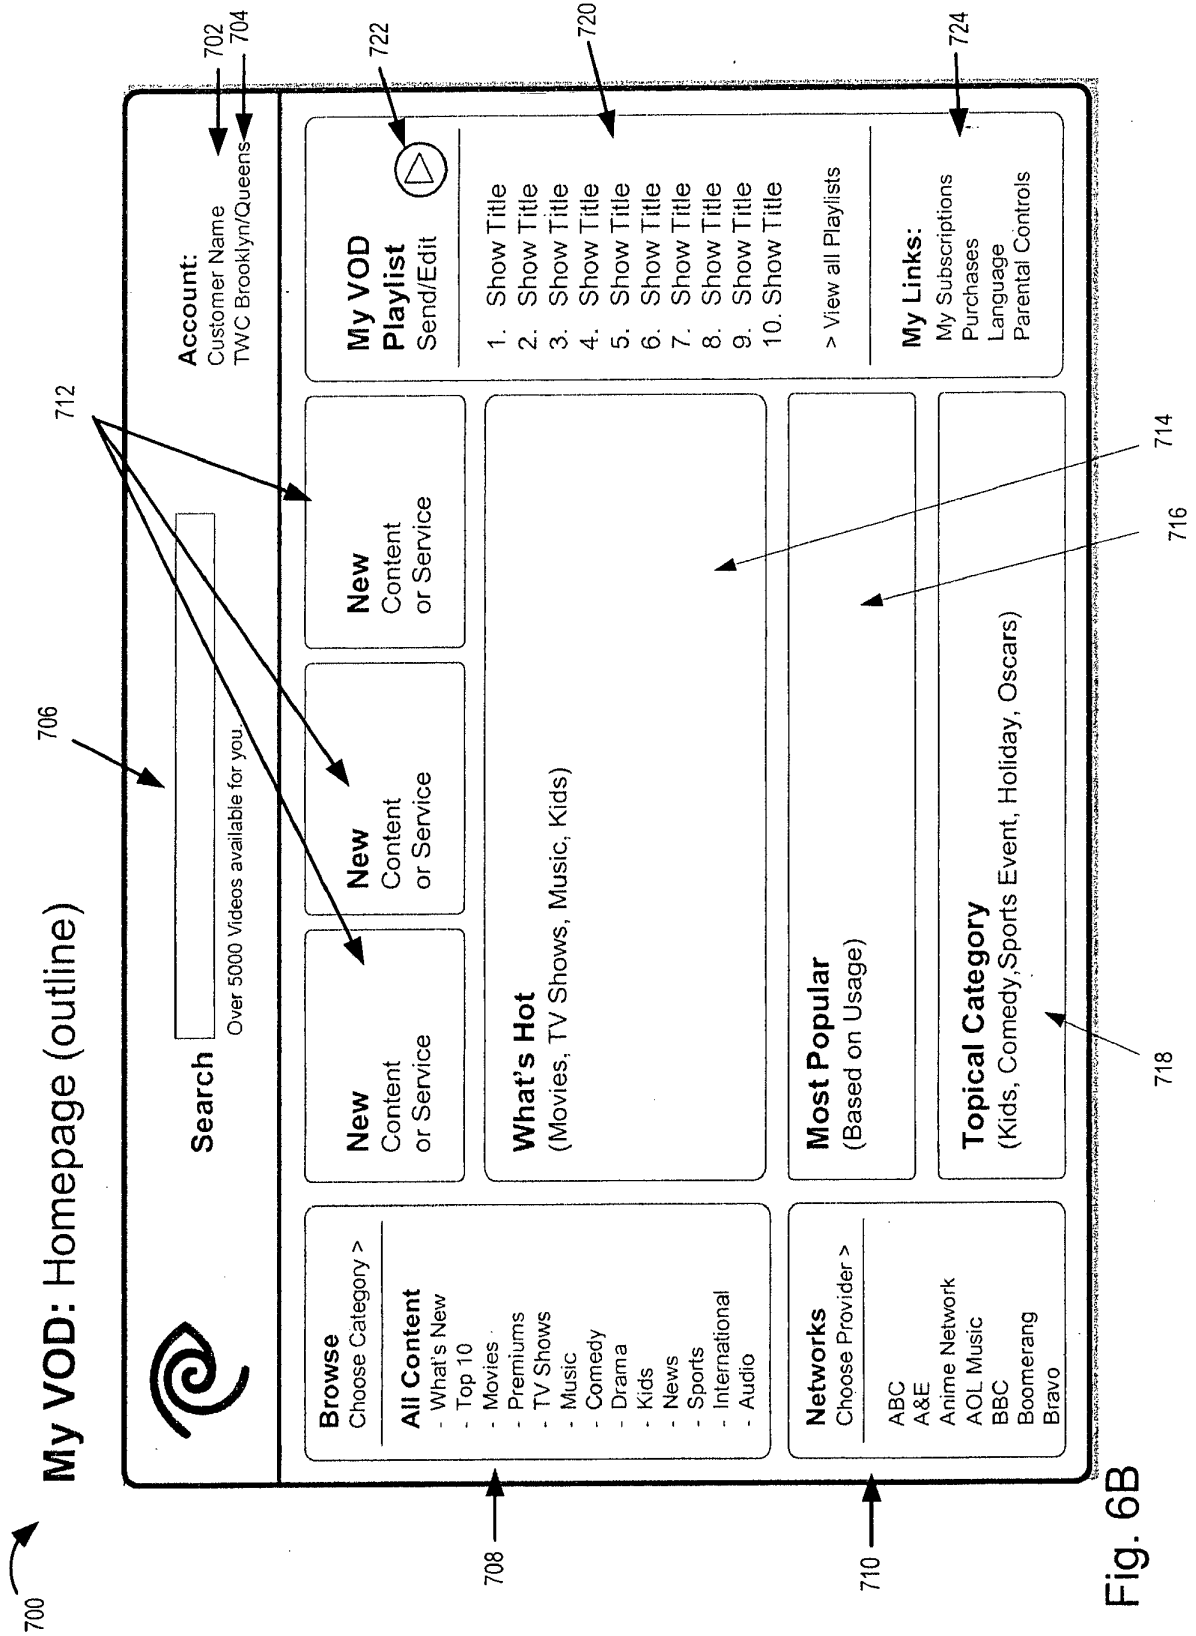 700
My VOD: Homepage (outline)
706
712
702
704
Search
Over 5000 Videos available for you.
Account:
Customer Name
TWC Brooklyn/Queens
722
Browse
Choose Category >
All Content
- What's New
- Top 10
- Movies
- Premiums
- TV Shows
- Music
- Comedy
- Drama
- Kids
- News
- Sports
- International
- Audio
708
Networks
Choose Provider >
ABC
A&E
Anime Network
AOL Music
BBC
Boomerang
Bravo
710
New
Content
or Service
New
Content
or Service
New
Content
or Service
What's Hot
(Movies, TV Shows, Music, Kids)
Most Popular
(Based on Usage)
Topical Category
(Kids, Comedy,Sports Event, Holiday, Oscars)
My VOD
Playlist
Send/Edit
1. Show Title
2. Show Title
3. Show Title
4. Show Title
5. Show Title
6. Show Title
7. Show Title
8. Show Title
9. Show Title
10. Show Title
> View all Playlists
720
My Links:
My Subscriptions
Purchases
Language
Parental Controls
724
718
716
714
Fig. 6B